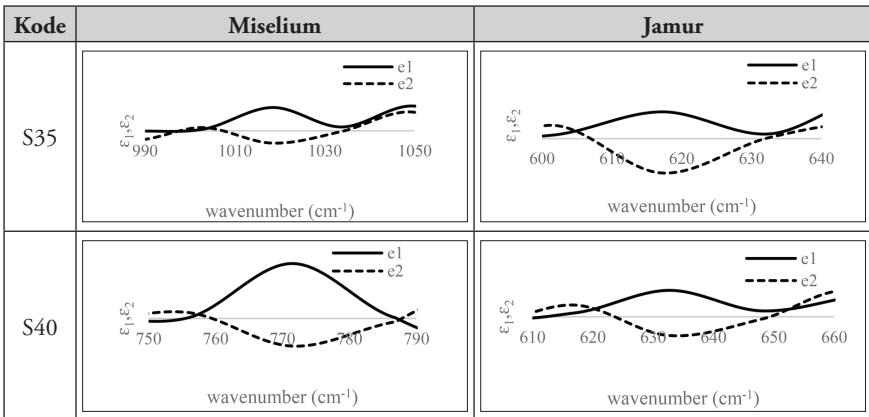 Kode Miselium Jamur
S35
e1
e2
ε₁,ε₂
990 1010 1030 1050
wavenumber (cm⁻¹)
e1
e2
ε₁,ε₂
600 610 620 630 640
wavenumber (cm⁻¹)
S40
e1
e2
ε₁,ε₂
750 760 770 780 790
wavenumber (cm⁻¹)
e1
e2
ε₁,ε₂
610 620 630 640 650 660
wavenumber (cm⁻¹)